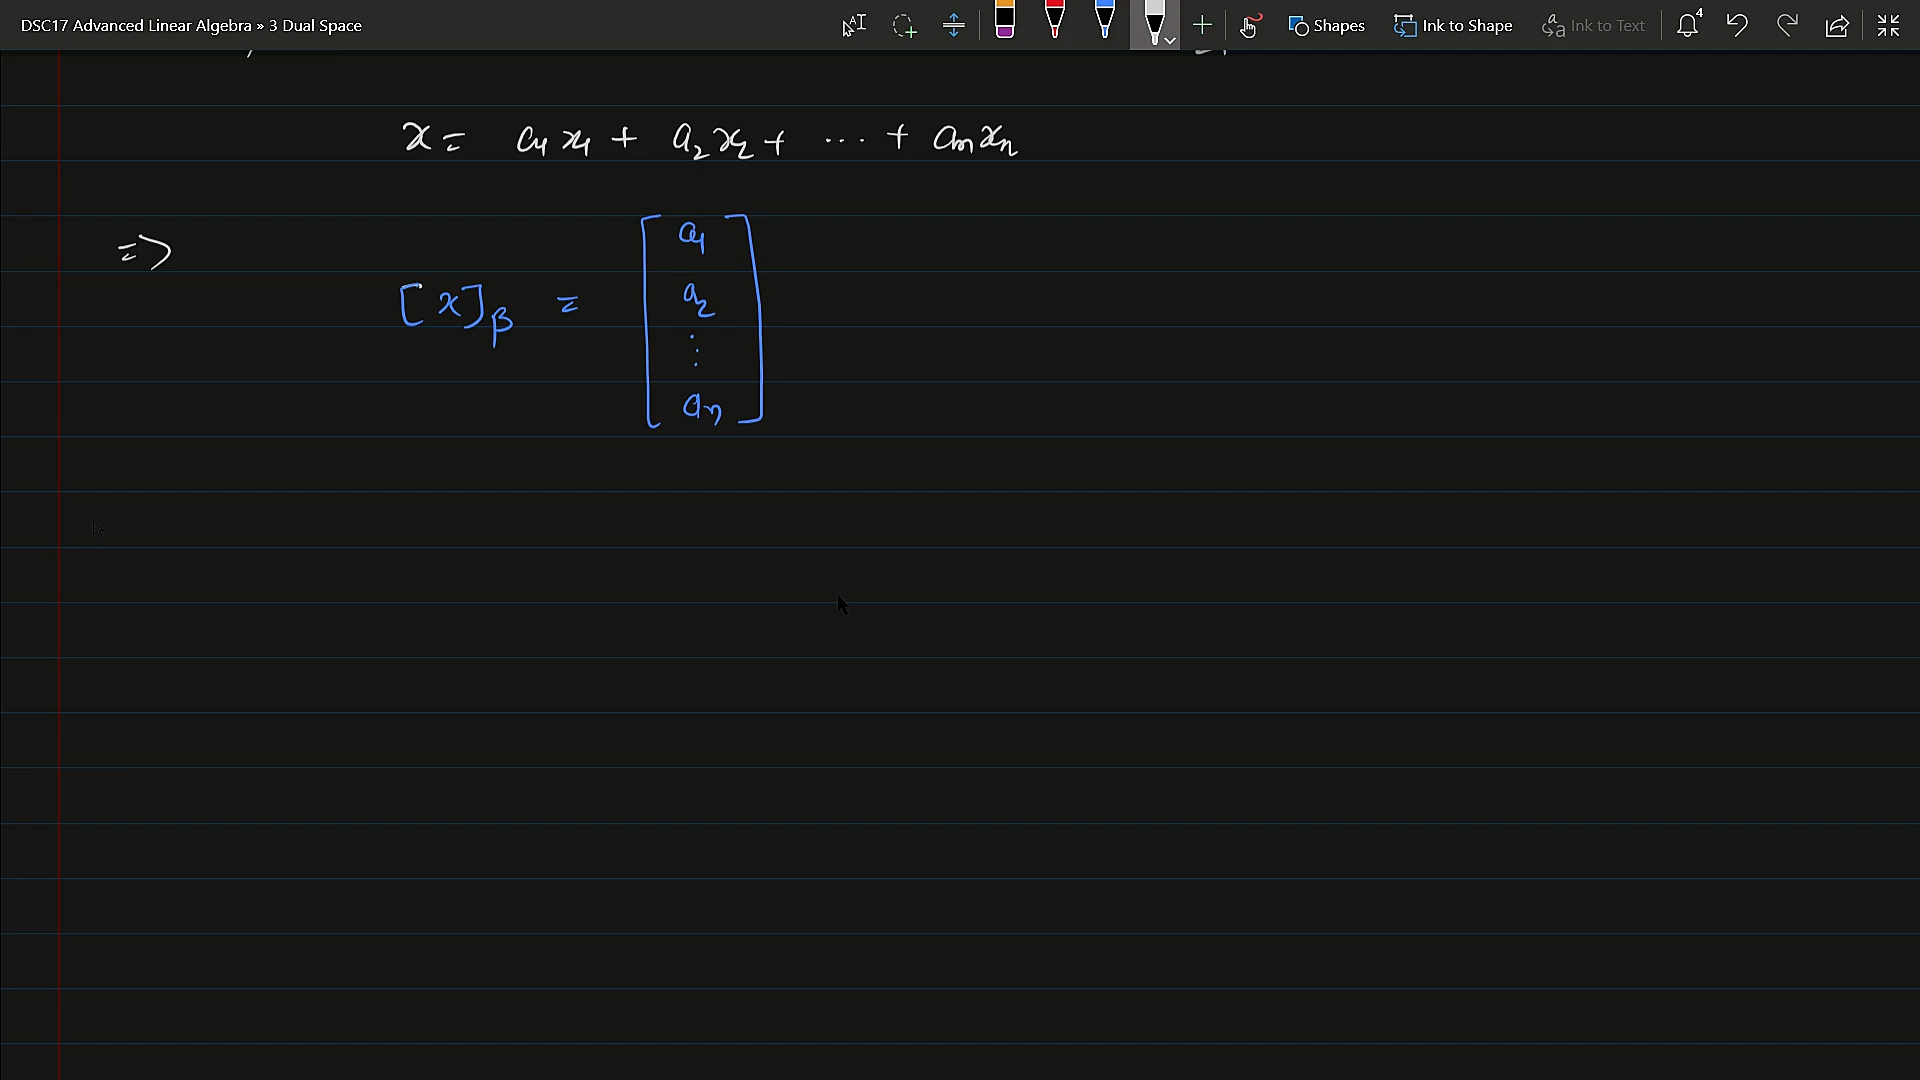 DSC17 Advanced Linear Algebra » 3 Dual Space
Shapes
Ink to Shape
Ink to Text
4
x = a₁x₁ + a₂x₂ + ... + aₙxₙ
=>
[x]β = [a₁
a₂
⋮
aₙ]